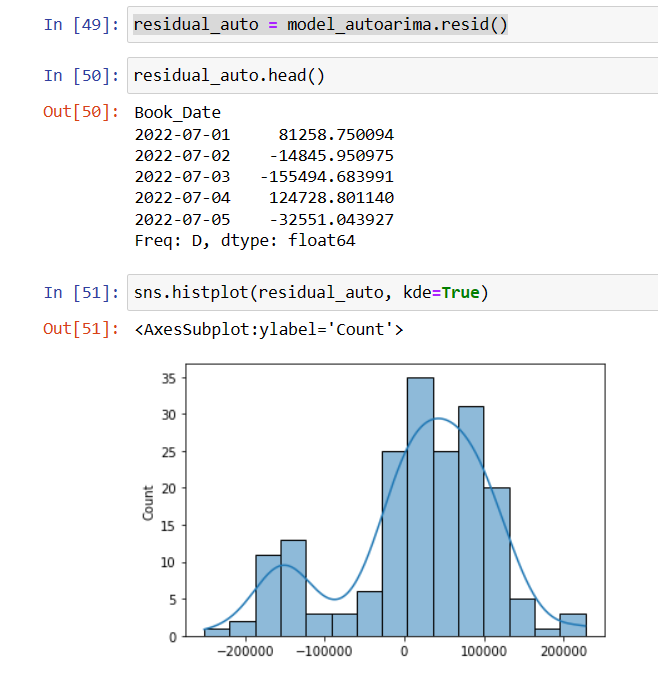 In [49]: residual_auto = model_autoarima.resid()
In [50]: residual_auto.head()
Out[50]: Book_Date
2022-07-01 81258.750094
2022-07-02 -14845.950975
2022-07-03 -155494.683991
2022-07-04 124728.801140
2022-07-05 -32551.043927
Freq: D, dtype: float64
In [51]: sns.histplot(residual_auto, kde=True)
Out[51]: <AxesSubplot:ylabel='Count'>
35
30
25
20
15
10
5
0
Count
-200000 -100000 0 100000 200000